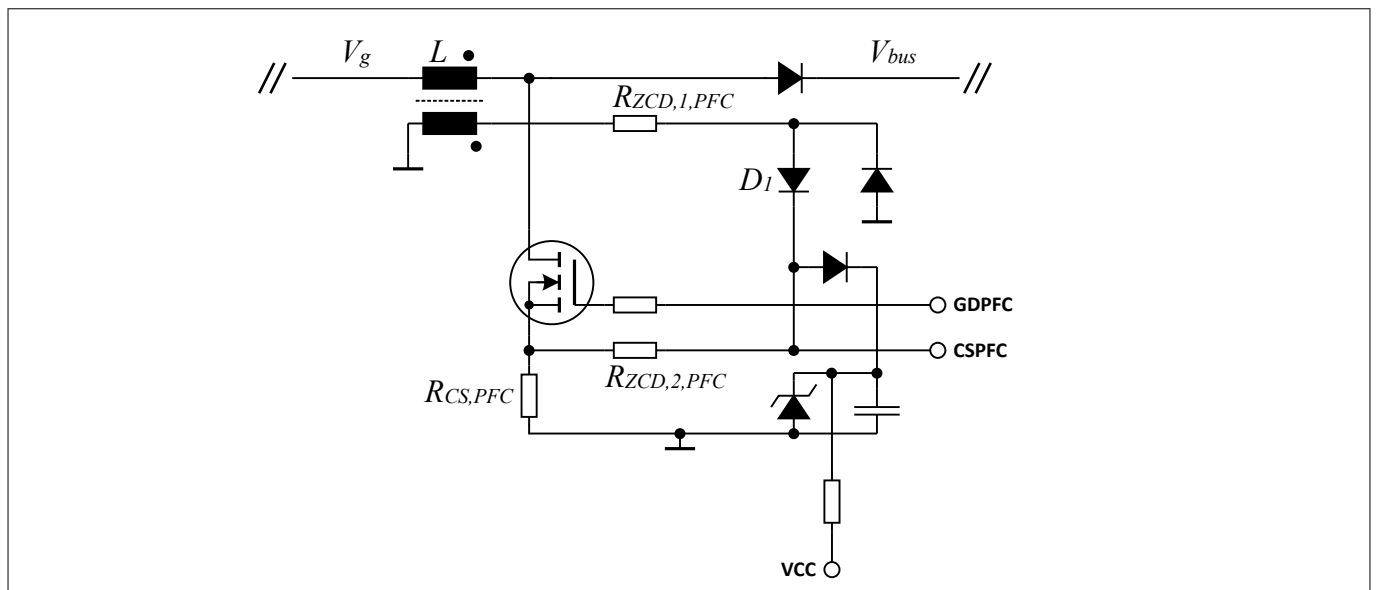 Vg L Vbus
RZCD,1,PFC
D1
GDPFC
CSPFC
RZCD,2,PFC
RCS,PFC
VCC